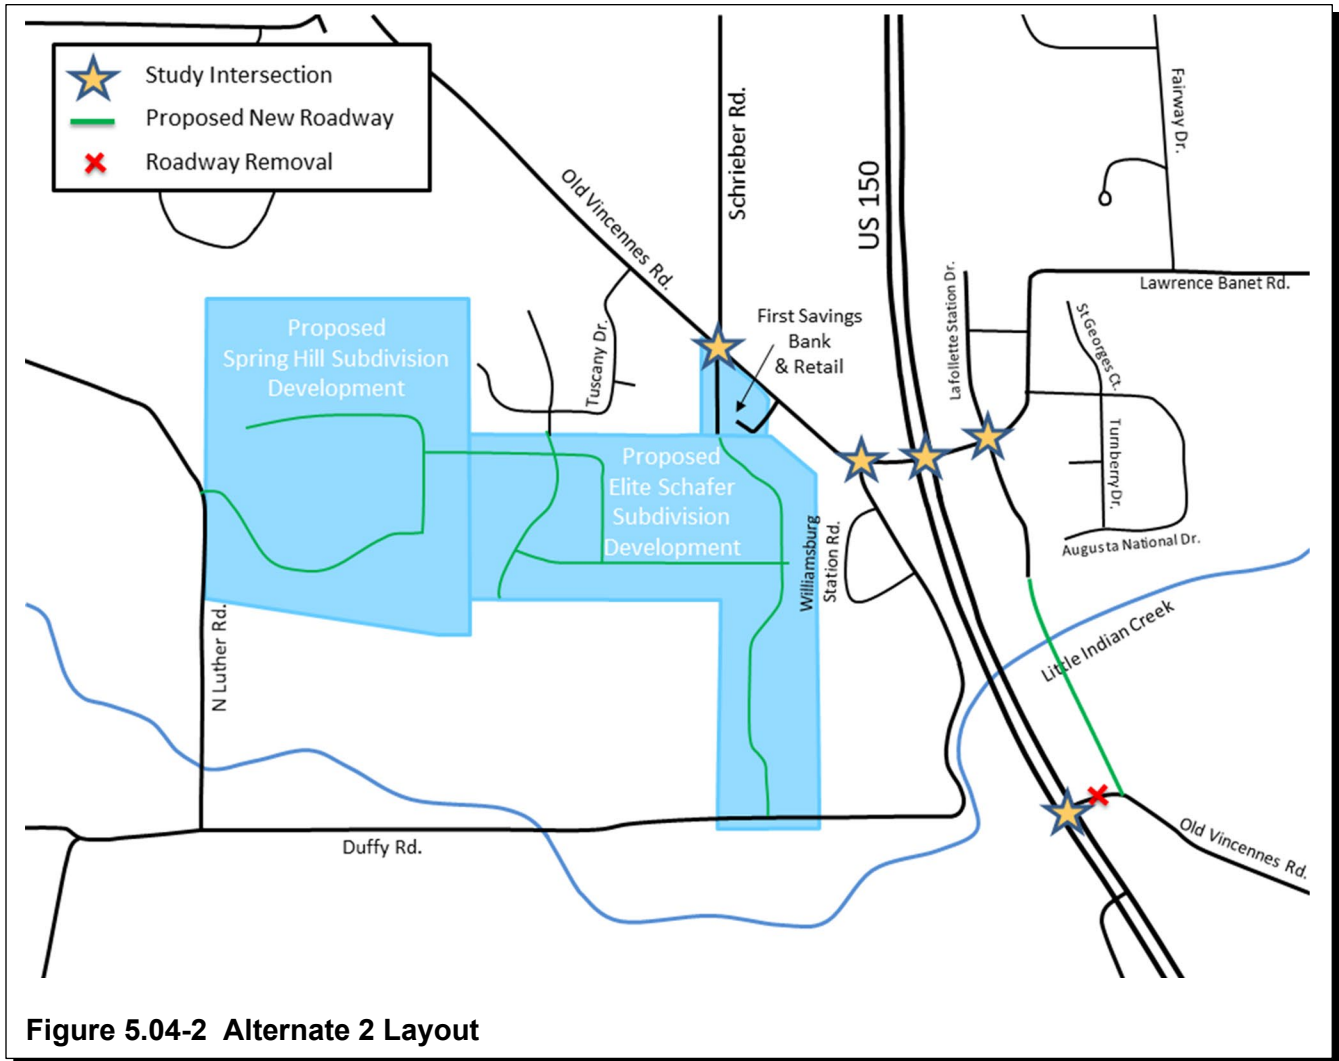 Study Intersection
Proposed New Roadway
Roadway Removal
Old Vincennes Rd.
Schrieber Rd.
US 150
Fairway Dr.
Lawrence Banet Rd.
Lafollette Station Dr.
St Georges Ct.
Turnberry Dr.
Augusta National Dr.
First Savings
Bank
& Retail
Tuscany Dr.
Proposed
Spring Hill Subdivision
Development
Proposed
Elite Schafer
Subdivision
Development
Williamsburg
Station Rd.
Little Indian Creek
N Luther Rd.
Duffy Rd.
Old Vincennes Rd.
Figure 5.04-2 Alternate 2 Layout